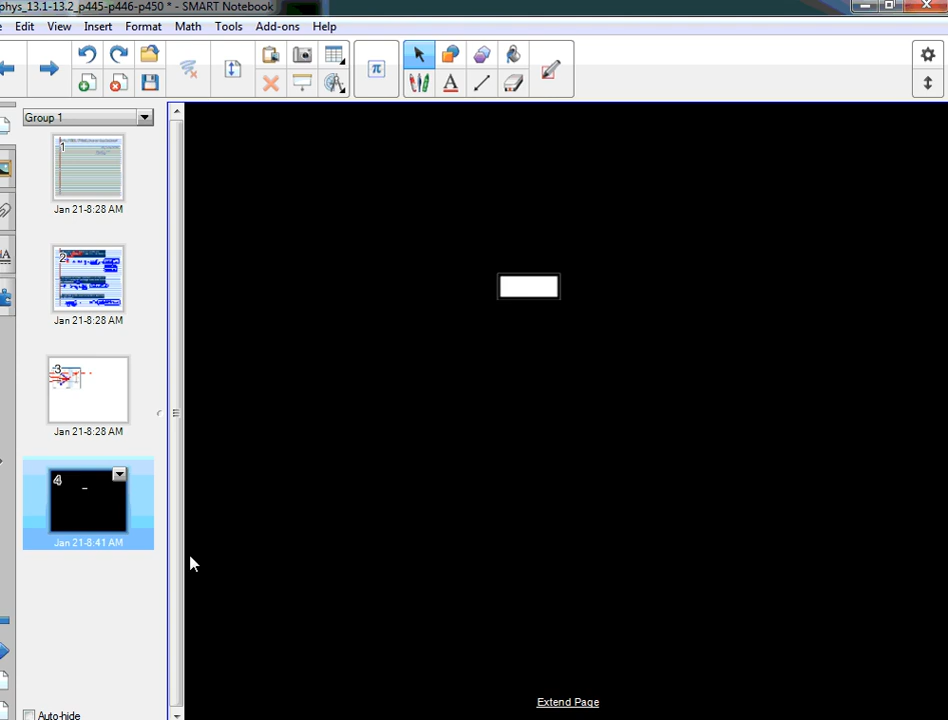 phys_13.1-13.2_p445-p446-p450 * - SMART Notebook
Edit View Insert Format Math Tools Add-ons Help
π
A
Group 1
1
Jan 21-8:28 AM
2
Jan 21-8:28 AM
3
Jan 21-8:28 AM
4
Jan 21-8:41 AM
Extend Page
Auto-hide